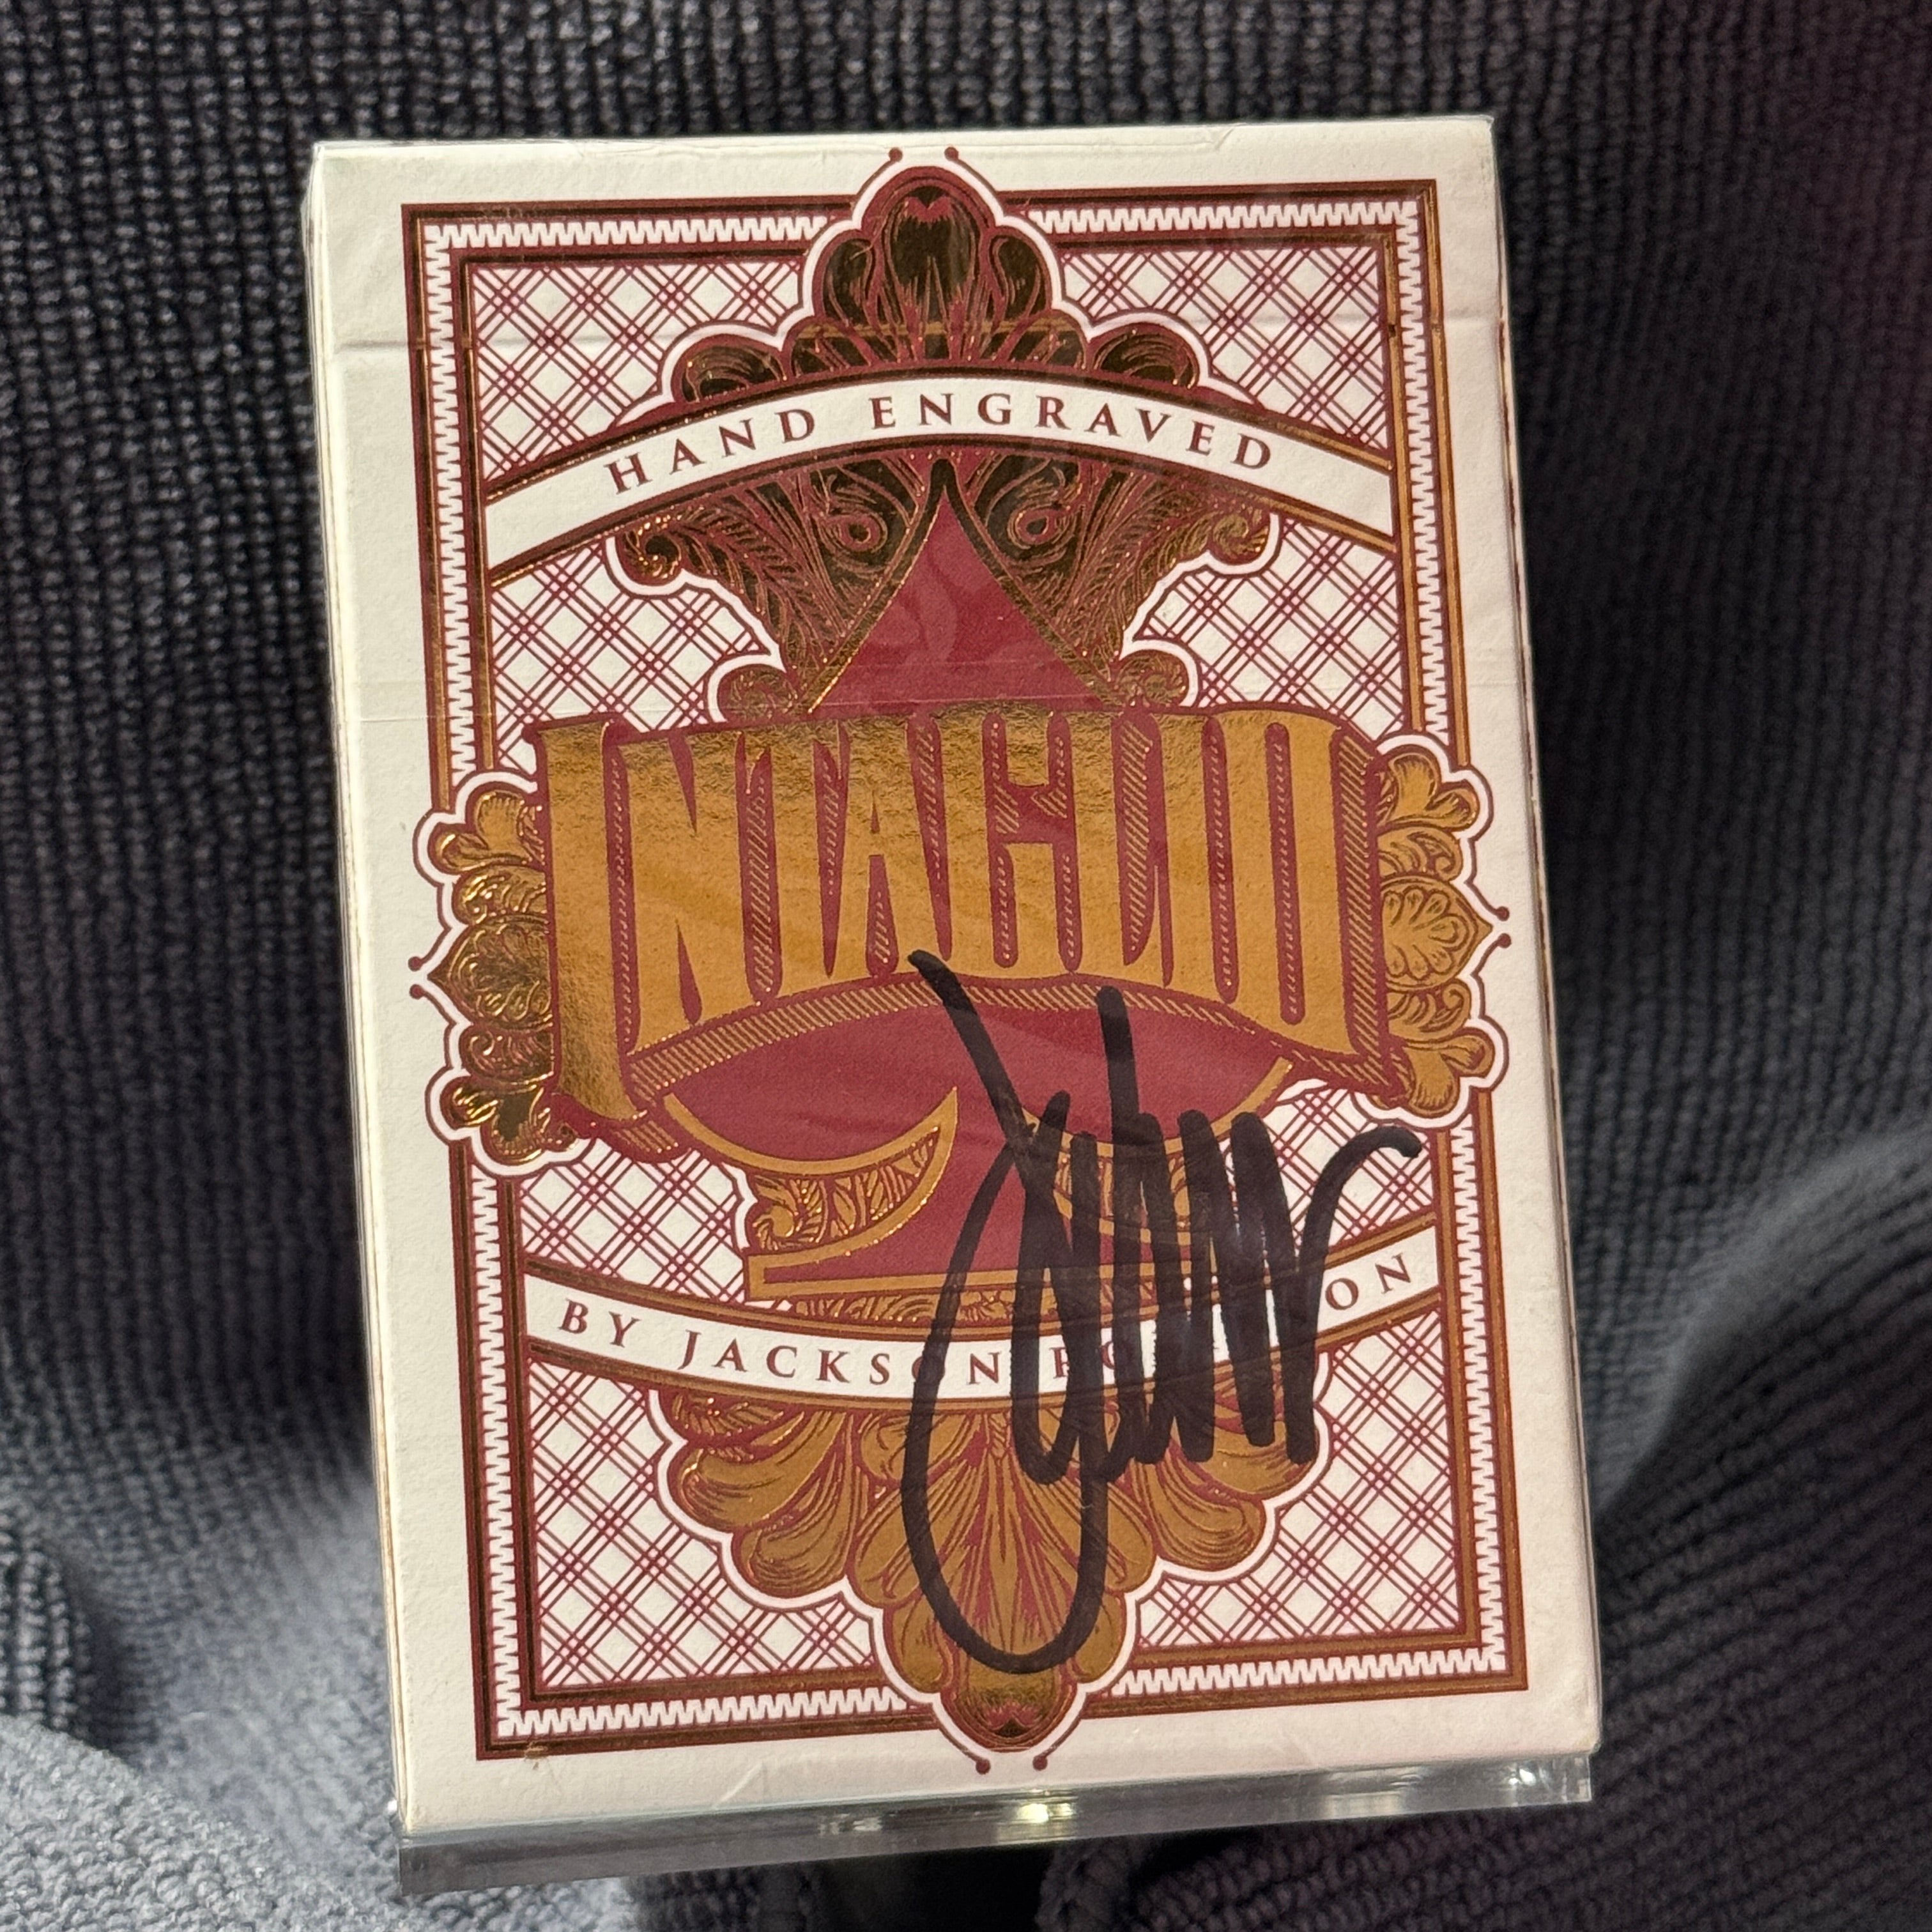 HAND ENGRAVED
INTAGLIO
BY JACKSON